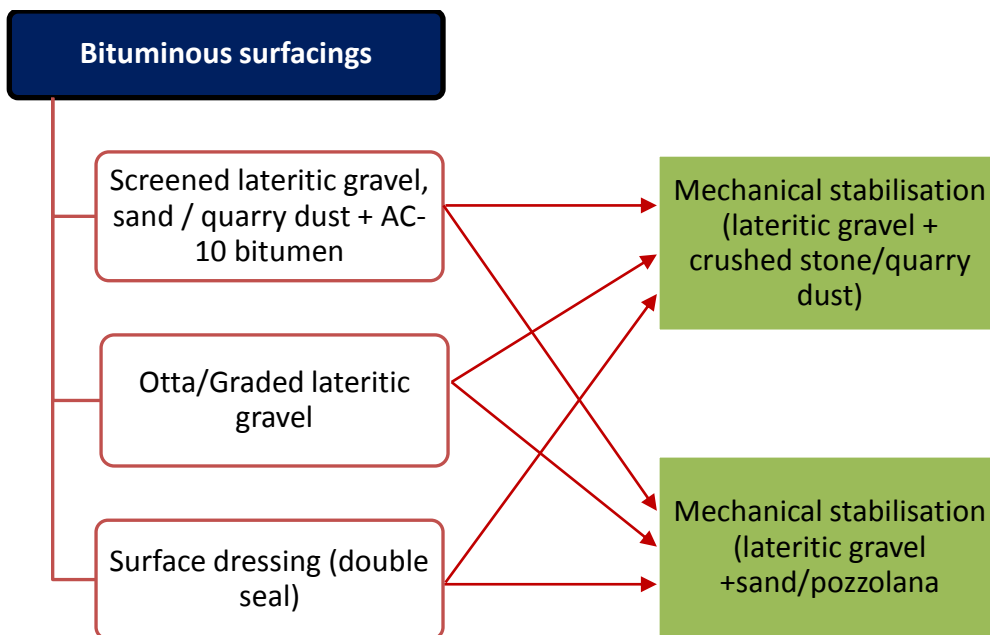 Bituminous surfacings
Screened lateritic gravel,
sand / quarry dust + AC-
10 bitumen
Otta/Graded lateritic
gravel
Surface dressing (double
seal)
Mechanical stabilisation
(lateritic gravel +
crushed stone/quarry
dust)
Mechanical stabilisation
(lateritic gravel
+sand/pozzolana